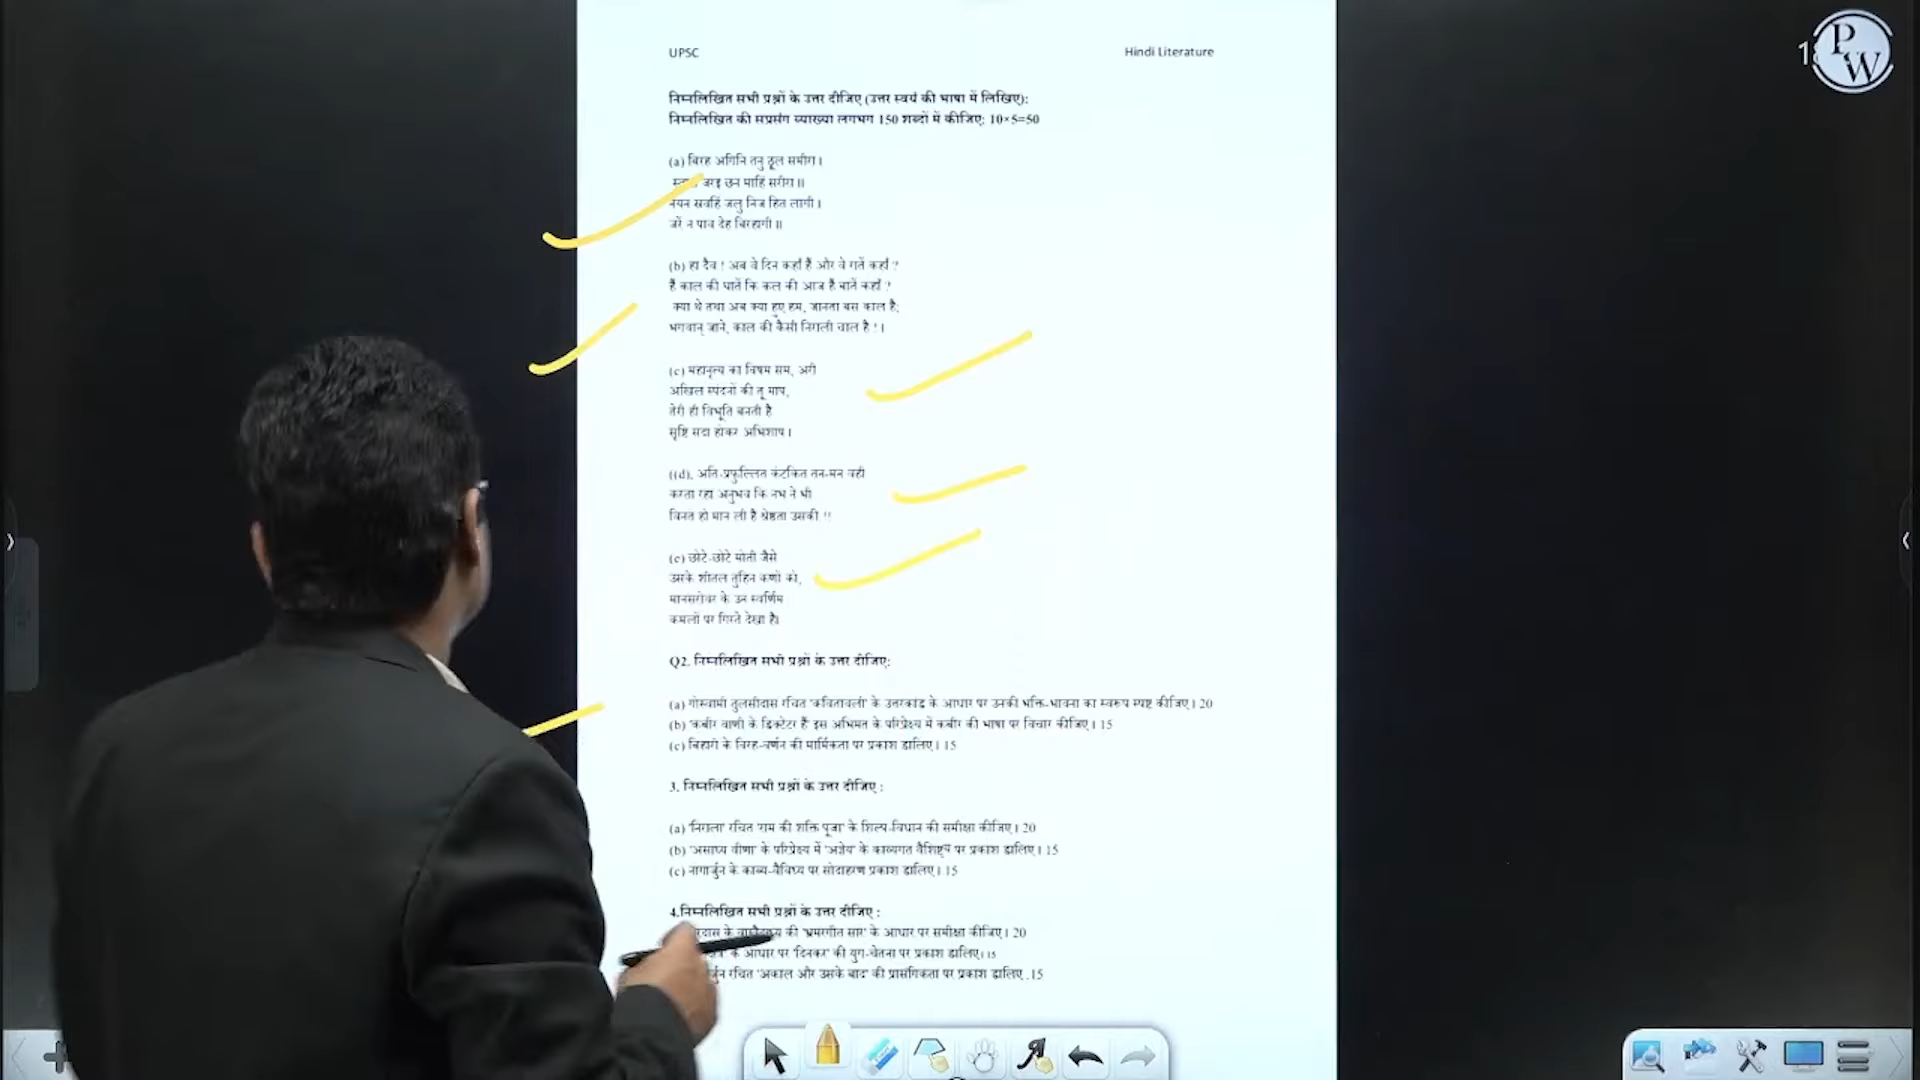 UPSC
Hindi Literature
PW
निम्नलिखित सभी प्रश्नों के उत्तर दीजिए (उत्तर स्वयं की भाषा में लिखिए):
निम्नलिखित की सप्रसंग व्याख्या लगभग 150 शब्दों में कीजिए: 10×5=50
(a) बिरह अगिनि तनु तूल समीरा ।
जरइ छन माहिं सरीरा ॥
नयन स्रवहिं जलु निज हित लागी ।
जरैं न पाव देह बिरहागी ॥
(b) हा दैव ! अब वे दिन कहाँ हैं और वे रातें कहाँ ?
हैं काल की घातें कि कल की आज हैं बातें कहाँ ?
क्या थे तथा अब क्या हुए हम, जानता बस काल है;
भगवान् जाने, काल की कैसी निराली चाल है ! ।
(c) महानृत्य का विषम सम, अरी
अखिल स्पंदनों की तू माप,
तेरी ही विभूति बनती है
सृष्टि सदा होकर अभिशाप ।
((d). अति-प्रफुल्लित कंटकित तन-मन वही
करता रहा अनुभव कि नभ ने भी
विनत हो मान ली है श्रेष्ठता उसकी !!
(e) छोटे-छोटे मोती जैसे
उसके शीतल तुहिन कणों को,
मानसरोवर के उन स्वर्णिम
कमलों पर गिरते देखा है।
Q2. निम्नलिखित सभी प्रश्नों के उत्तर दीजिए:
(a) गोस्वामी तुलसीदास रचित 'कवितावली' के उत्तरकांड के आधार पर उनकी भक्ति-भावना का स्वरूप स्पष्ट कीजिए । 20
(b) 'कबीर वाणी के डिक्टेटर हैं' इस अभिमत के परिप्रेक्ष्य में कबीर की भाषा पर विचार कीजिए । 15
(c) बिहारी के विरह-वर्णन की मार्मिकता पर प्रकाश डालिए । 15
3. निम्नलिखित सभी प्रश्नों के उत्तर दीजिए :
(a) 'निराला' रचित 'राम की शक्ति पूजा' के शिल्प-विधान की समीक्षा कीजिए । 20
(b) 'असाध्य वीणा' के परिप्रेक्ष्य में 'अज्ञेय' के काव्यगत वैशिष्ट्य पर प्रकाश डालिए । 15
(c) नागार्जुन के काव्य-वैविध्य पर सोदाहरण प्रकाश डालिए । 15
4.निम्नलिखित सभी प्रश्नों के उत्तर दीजिए :
की 'भ्रमरगीत सार' के आधार पर समीक्षा कीजिए । 20
के आधार पर 'दिनकर' की युग-चेतना पर प्रकाश डालिए। 15
रचित 'अकाल और उसके बाद' की प्रासंगिकता पर प्रकाश डालिए .15